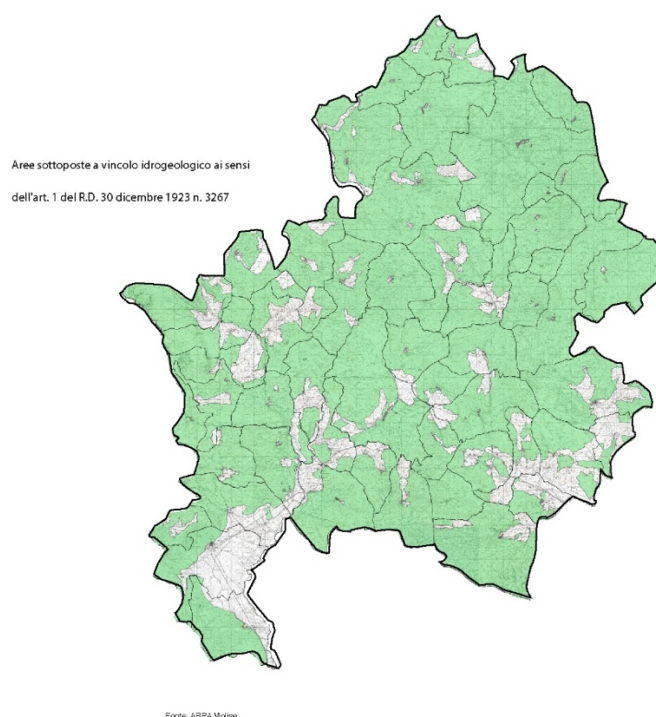 Aree sottoposte a vincolo idrogeologico ai sensi
dell'art. 1 del R.D. 30 dicembre 1923 n. 3267
Fonte: ARPA Molise